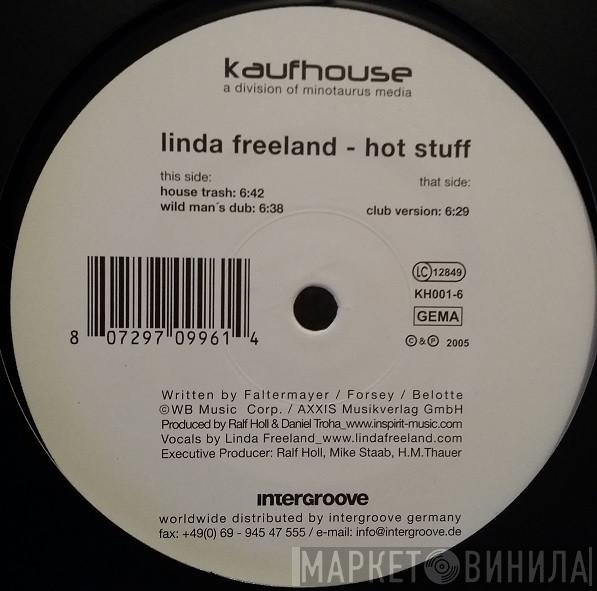 kaufhouse
a division of minotaurus media
linda freeland - hot stuff
this side:
house trash: 6:42
wild man´s dub: 6:38
that side:
club version: 6:29
8 07297 09961 4
LC 12849
KH001-6
GEMA
©&℗ 2005
Written by Faltermayer / Forsey / Belotte
©WB Music Corp. / AXXIS Musikverlag GmbH
Produced by Ralf Holl & Daniel Troha_www.inspirit-music.com
Vocals by Linda Freeland_www.lindafreeland.com
Executive Producer: Ralf Holl, Mike Staab, H.M.Thauer
intergroove
worldwide distributed by intergroove germany
fax: +49(0) 69 - 945 47 555 / e-mail: info@intergroove.de
МАРКЕТ ВИНИЛА